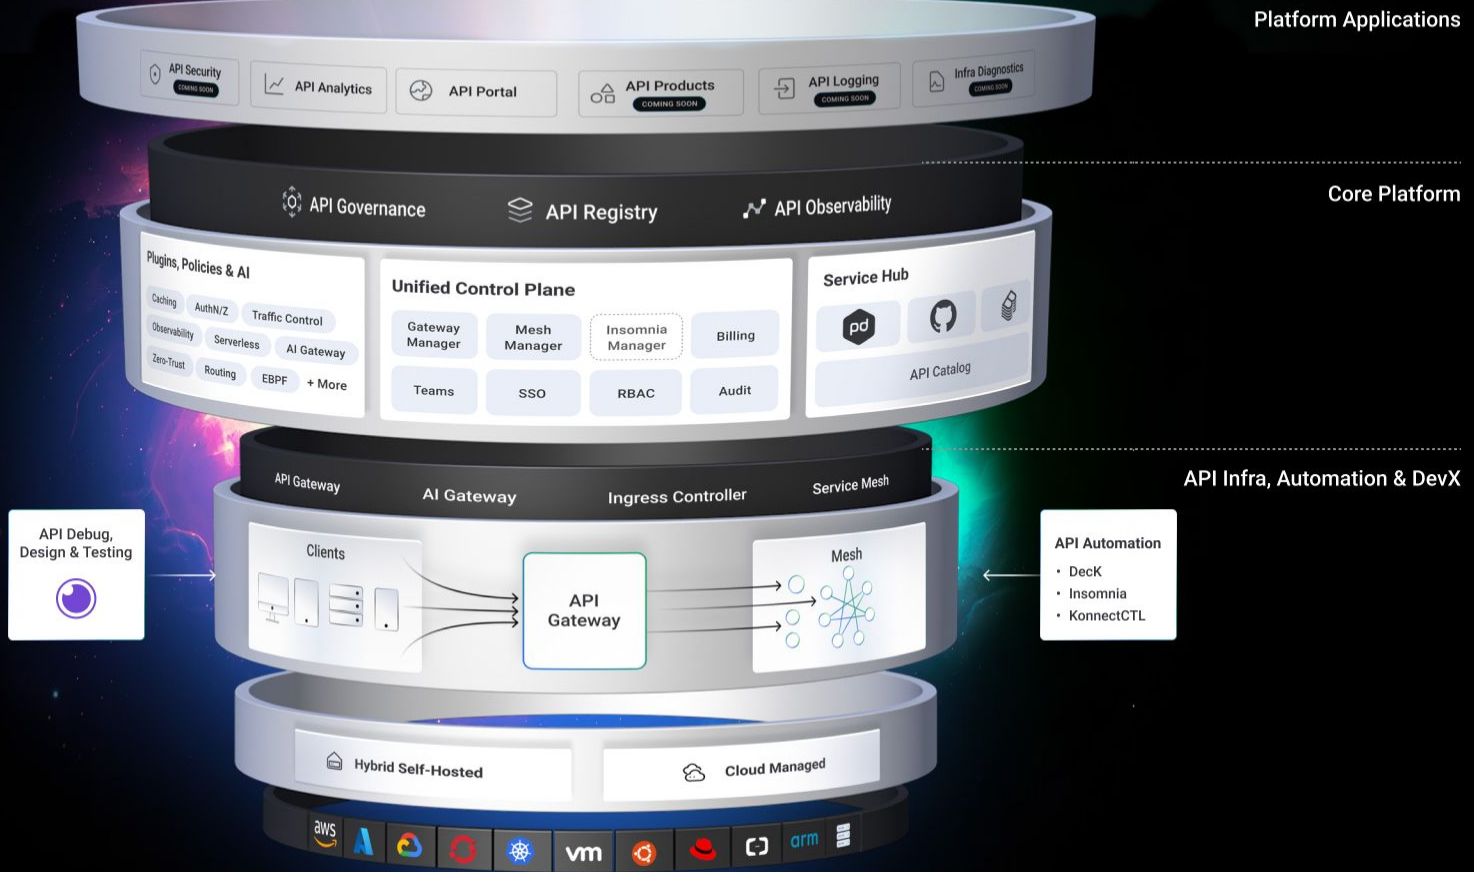 Platform Applications
API Security
COMING SOON
API Analytics
API Portal
API Products
COMING SOON
API Logging
COMING SOON
Infra Diagnostics
COMING SOON
Core Platform
API Governance
API Registry
API Observability
Plugins, Policies & AI
Caching
AuthN/Z
Traffic Control
Observability
Serverless
AI Gateway
Zero-Trust
Routing
EBPF
+ More
Unified Control Plane
Gateway
Manager
Mesh
Manager
Insomnia
Manager
Billing
Teams
SSO
RBAC
Audit
Service Hub
pd
API Catalog
API Infra, Automation & DevX
API Gateway
AI Gateway
Ingress Controller
Service Mesh
API Debug,
Design & Testing
Clients
API
Gateway
Mesh
API Automation
• DecK
• Insomnia
• KonnectCTL
Hybrid Self-Hosted
Cloud Managed
aws
vm
arm